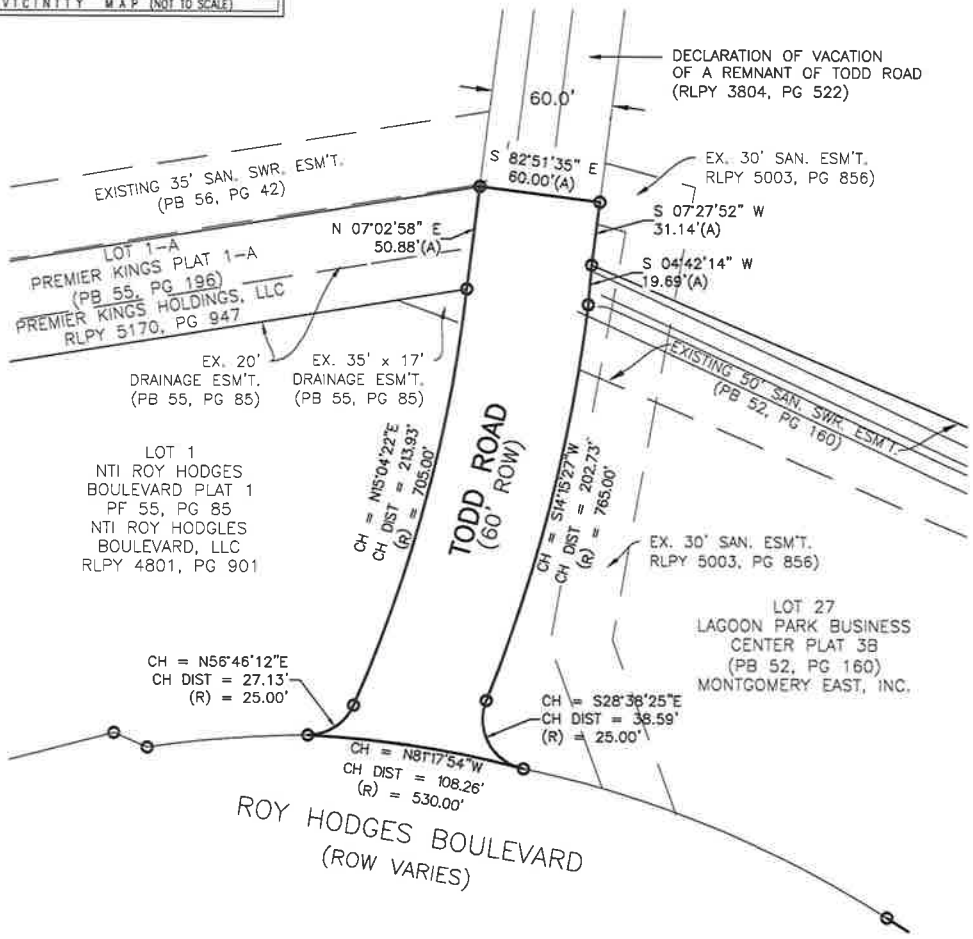 VICINITY MAP (NOT TO SCALE)
DECLARATION OF VACATION
OF A REMNANT OF TODD ROAD
(RLPY 3804, PG 522)
60.0'
S 82°51'35" E
60.00'(A)
EX. 30' SAN. ESM'T.
RLPY 5003, PG 856)
EXISTING 35' SAN. SWR. ESM'T.
(PB 56, PG 42)
N 07°02'58" E
50.88'(A)
S 07°27'52" W
31.14'(A)
S 04°42'14" W
19.69'(A)
LOT 1-A
PREMIER KINGS PLAT 1-A
(PB 55, PG 196)
PREMIER KINGS HOLDINGS, LLC
RLPY 5170, PG 947
EX. 20'
DRAINAGE ESM'T.
(PB 55, PG 85)
EX. 35' x 17'
DRAINAGE ESM'T.
(PB 55, PG 85)
EXISTING 50' SAN. SWR. ESM'T.
(PB 52, PG 160)
LOT 1
NTI ROY HODGES
BOULEVARD PLAT 1
PF 55, PG 85
NTI ROY HODGLES
BOULEVARD, LLC
RLPY 4801, PG 901
CH = N15°04'22"E
CH DIST = 213.93'
(R) = 705.00'
TODD ROAD
(60' ROW)
CH = S14°15'27"W
CH DIST = 202.73'
(R) = 765.00'
EX. 30' SAN. ESM'T.
RLPY 5003, PG 856)
LOT 27
LAGOON PARK BUSINESS
CENTER PLAT 3B
(PB 52, PG 160)
MONTGOMERY EAST, INC.
CH = N56°46'12"E
CH DIST = 27.13'
(R) = 25.00'
CH = S28°38'25"E
CH DIST = 38.59'
(R) = 25.00'
CH = N81°17'54"W
CH DIST = 108.26'
(R) = 530.00'
ROY HODGES BOULEVARD
(ROW VARIES)